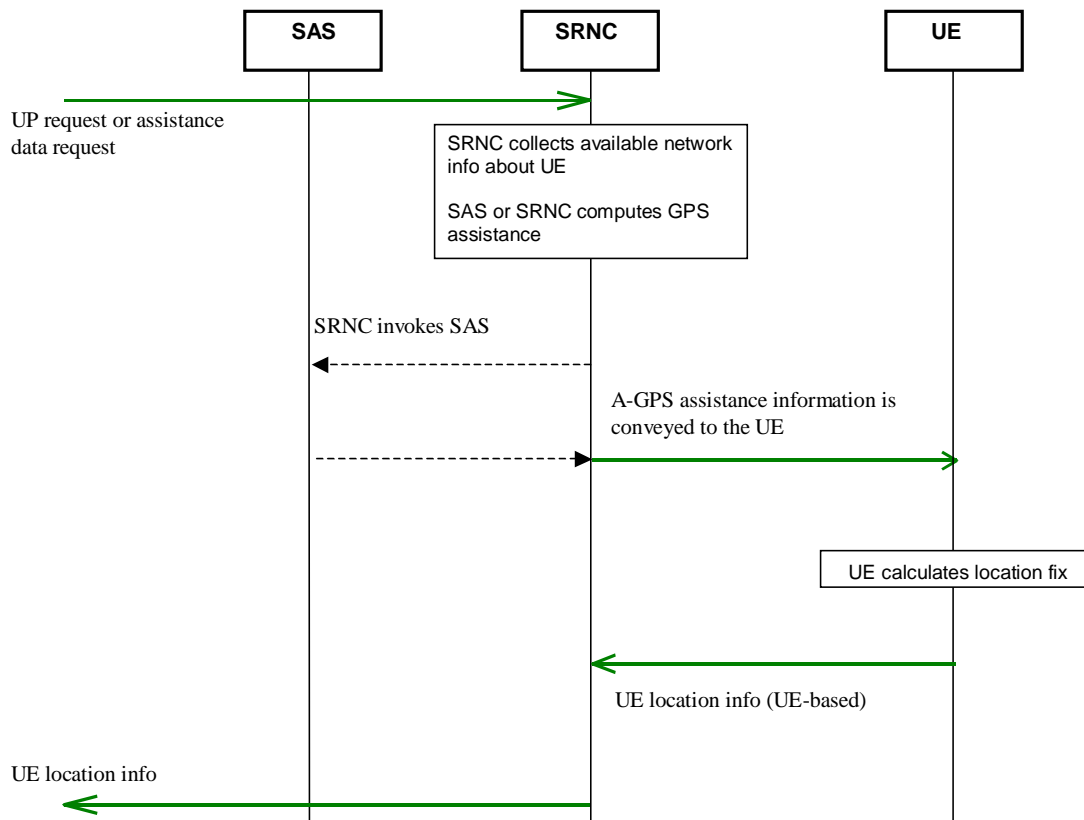 SAS
SRNC
UE
UP request or assistance
data request
SRNC collects available network
info about UE
SAS or SRNC computes GPS
assistance
SRNC invokes SAS
A-GPS assistance information is
conveyed to the UE
UE calculates location fix
UE location info (UE-based)
UE location info